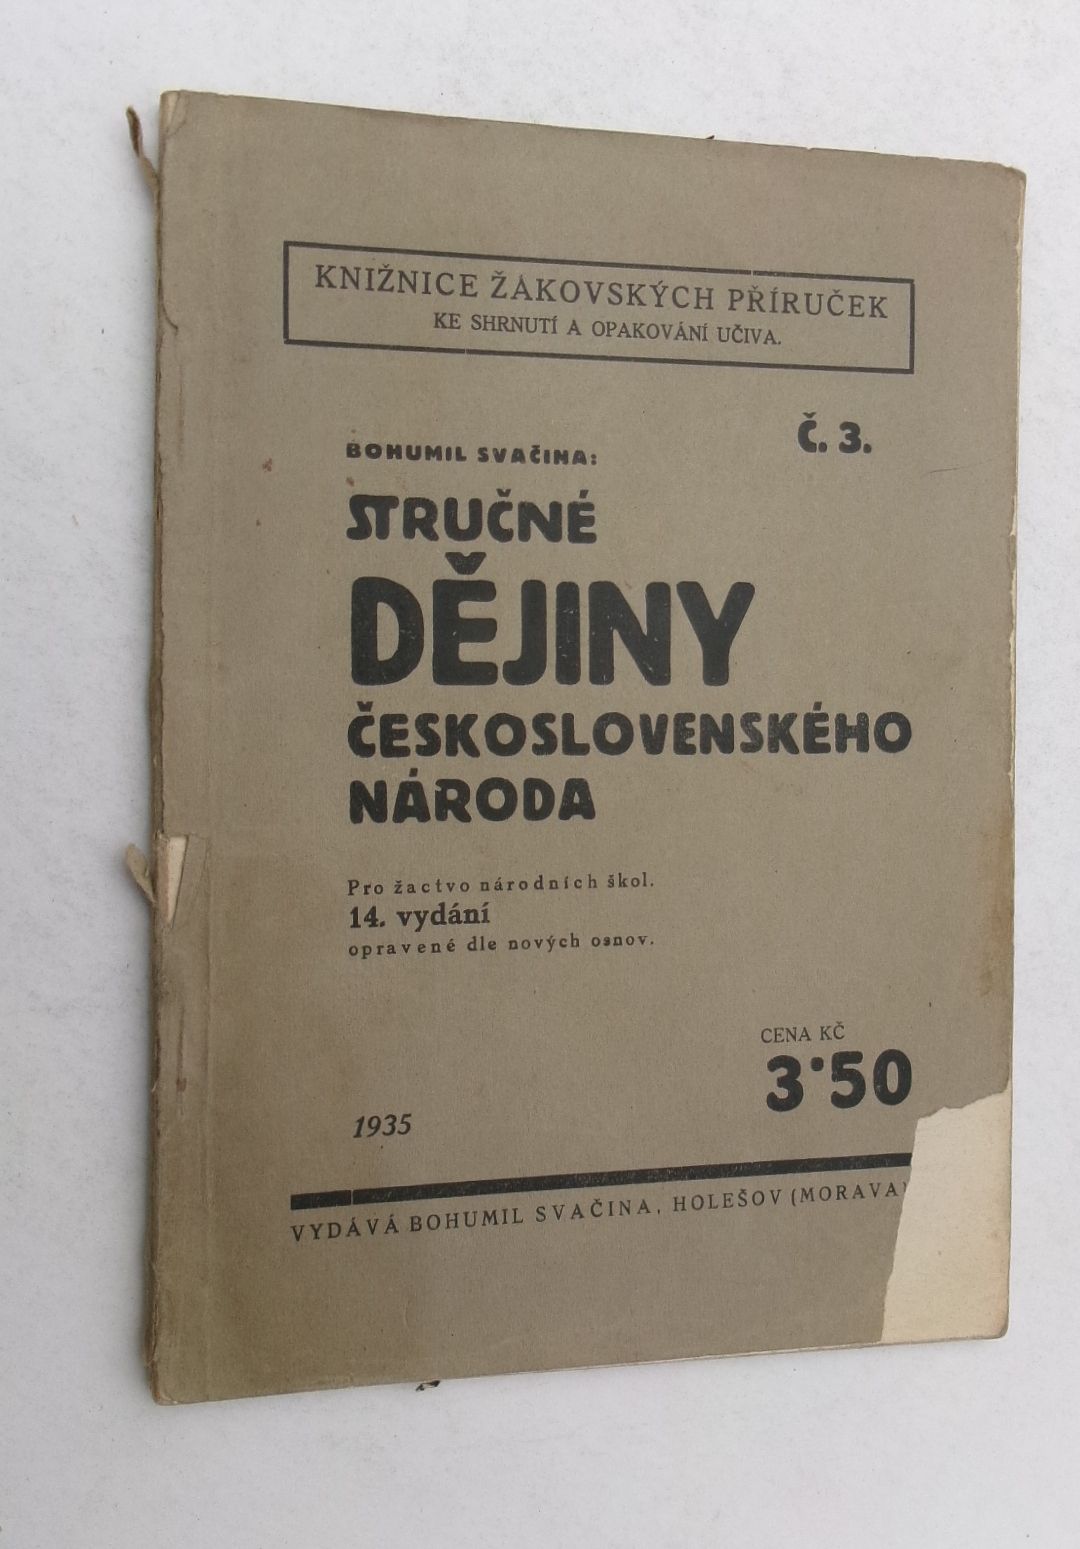 KNIŽNICE ŽÁKOVSKÝCH PŘÍRUČEK
KE SHRNUTÍ A OPAKOVÁNÍ UČIVA.
Č. 3.
BOHUMIL SVAČINA:
STRUČNÉ
DĚJINY
ČESKOSLOVENSKÉHO
NÁRODA
Pro žactvo národních škol.
14. vydání
opravené dle nových osnov.
CENA KČ
3·50
1935
VYDÁVÁ BOHUMIL SVAČINA, HOLEŠOV (MORAVA)